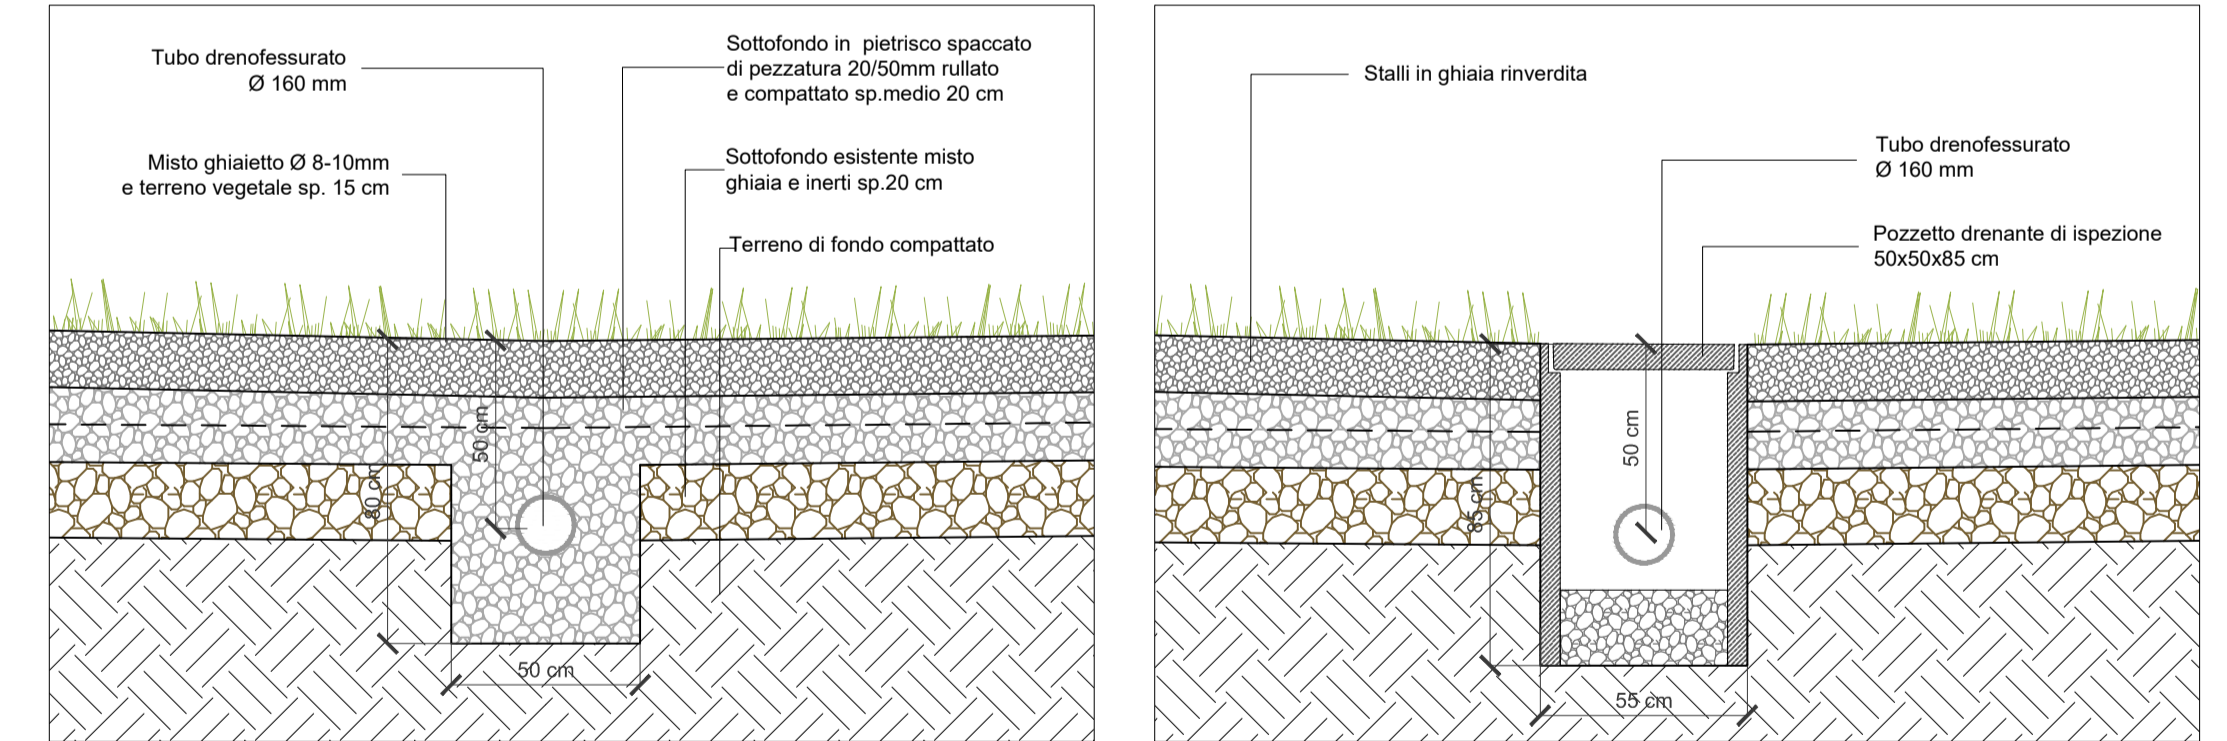 Tubo drenofessurato
Ø 160 mm
Misto ghiaietto Ø 8-10mm
e terreno vegetale sp. 15 cm
Sottofondo in pietrisco spaccato
di pezzatura 20/50mm rullato
e compattato sp.medio 20 cm
Sottofondo esistente misto
ghiaia e inerti sp.20 cm
Terreno di fondo compattato
50 cm
80 cm
50 cm
Stalli in ghiaia rinverdita
Tubo drenofessurato
Ø 160 mm
Pozzetto drenante di ispezione
50x50x85 cm
50 cm
85 cm
55 cm